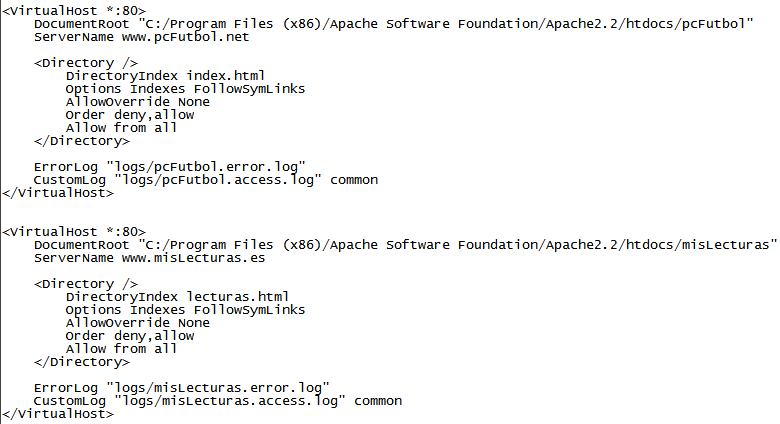 <VirtualHost *:80>
    DocumentRoot "C:/Program Files (x86)/Apache Software Foundation/Apache2.2/htdocs/pcFutbol"
    ServerName www.pcFutbol.net

    <Directory />
        DirectoryIndex index.html
        Options Indexes FollowSymLinks
        AllowOverride None
        Order deny,allow
        Allow from all
    </Directory>

    ErrorLog "logs/pcFutbol.error.log"
    CustomLog "logs/pcFutbol.access.log" common
</VirtualHost>


<VirtualHost *:80>
    DocumentRoot "C:/Program Files (x86)/Apache Software Foundation/Apache2.2/htdocs/misLecturas"
    ServerName www.misLecturas.es

    <Directory />
        DirectoryIndex lecturas.html
        Options Indexes FollowSymLinks
        AllowOverride None
        Order deny,allow
        Allow from all
    </Directory>

    ErrorLog "logs/misLecturas.error.log"
    CustomLog "logs/misLecturas.access.log" common
</VirtualHost>